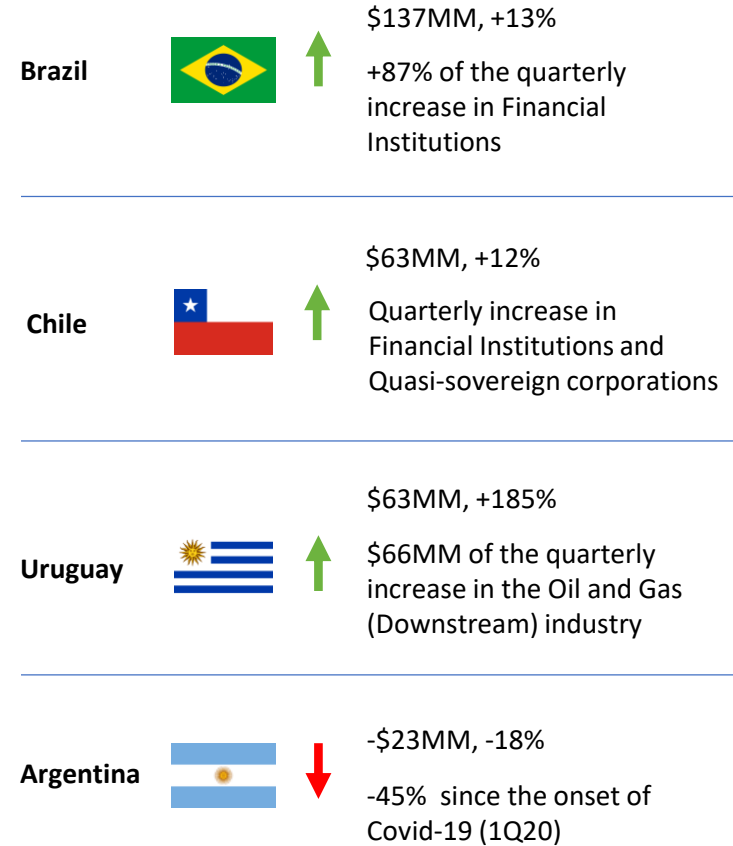 Brazil
$137MM, +13%
+87% of the quarterly
increase in Financial
Institutions
Chile
$63MM, +12%
Quarterly increase in
Financial Institutions and
Quasi-sovereign corporations
Uruguay
$63MM, +185%
$66MM of the quarterly
increase in the Oil and Gas
(Downstream) industry
Argentina
-$23MM, -18%
-45%  since the onset of
Covid-19 (1Q20)